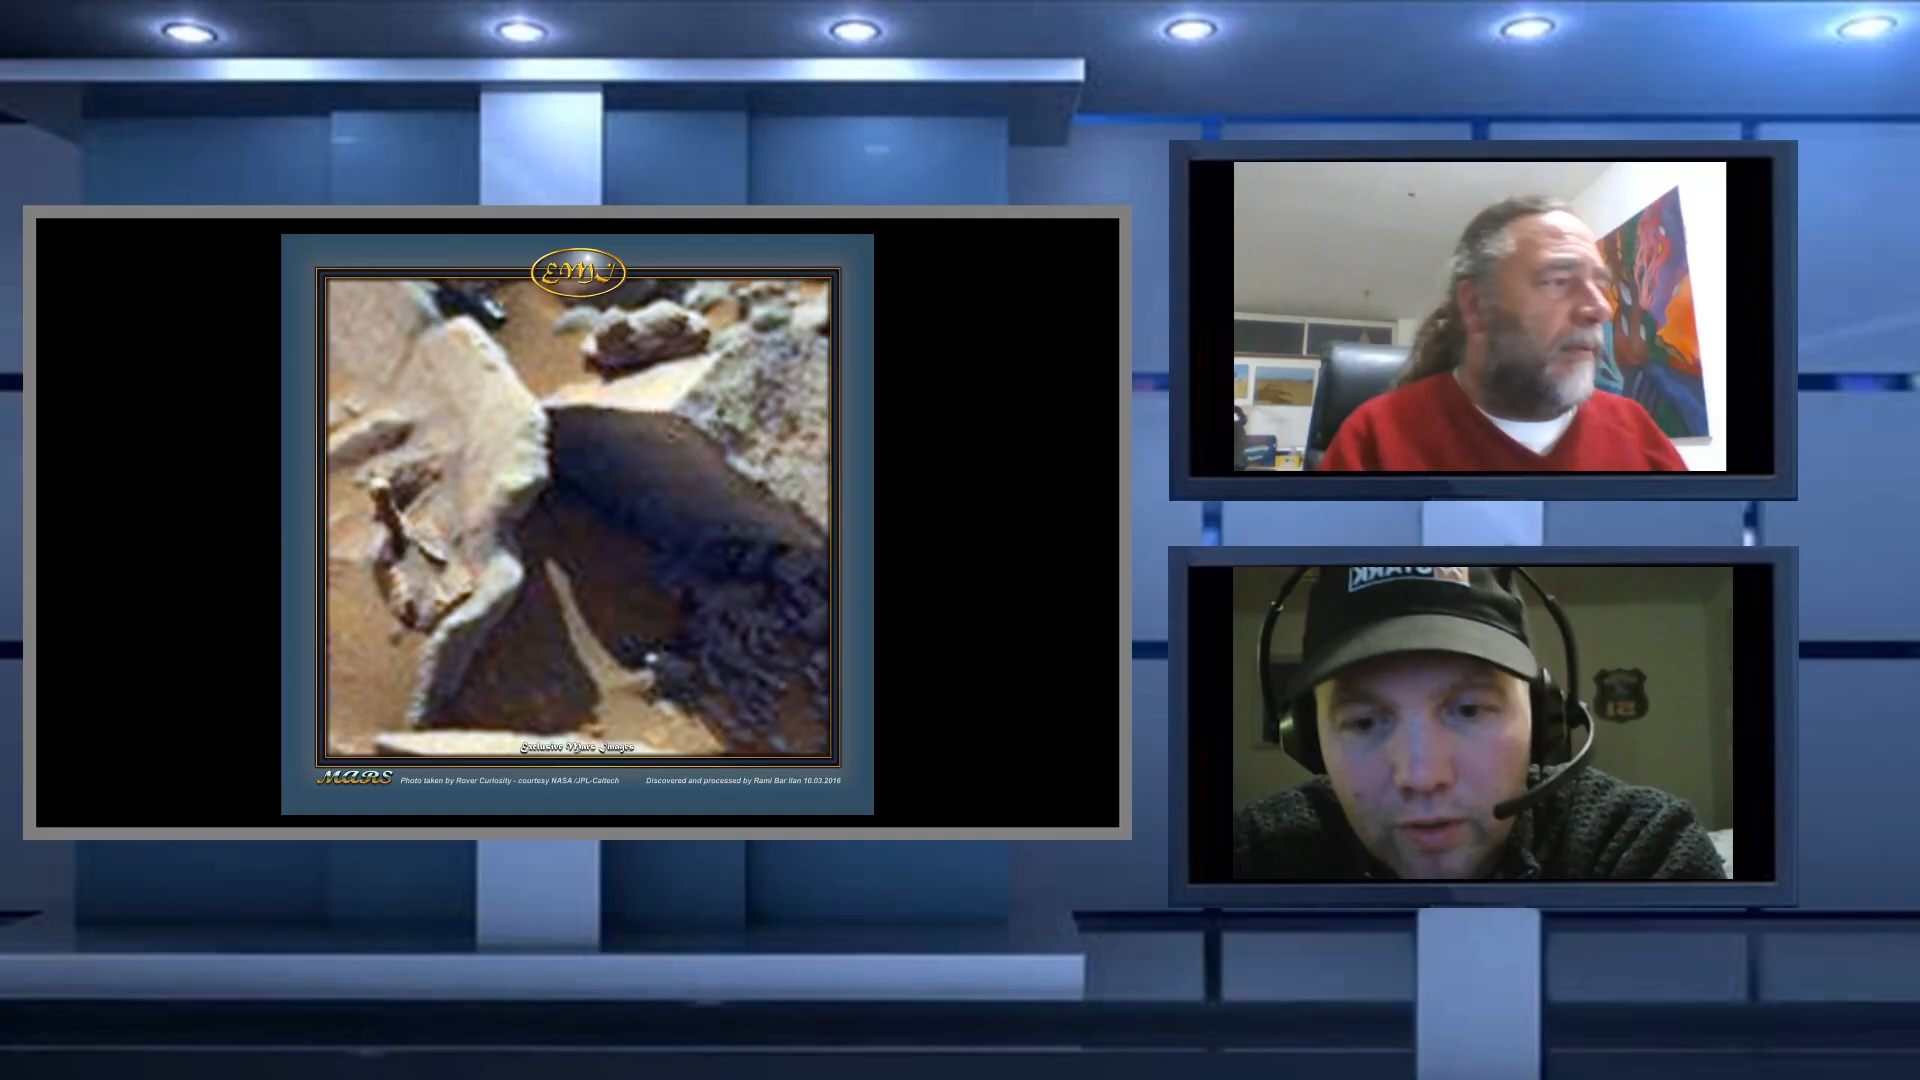 EMI
Exclusive Mars Images
MARS Photo taken by Rover Curiosity - courtesy NASA /JPL-Caltech Discovered and processed by Rami Bar Ilan 10.03.2016
STARK